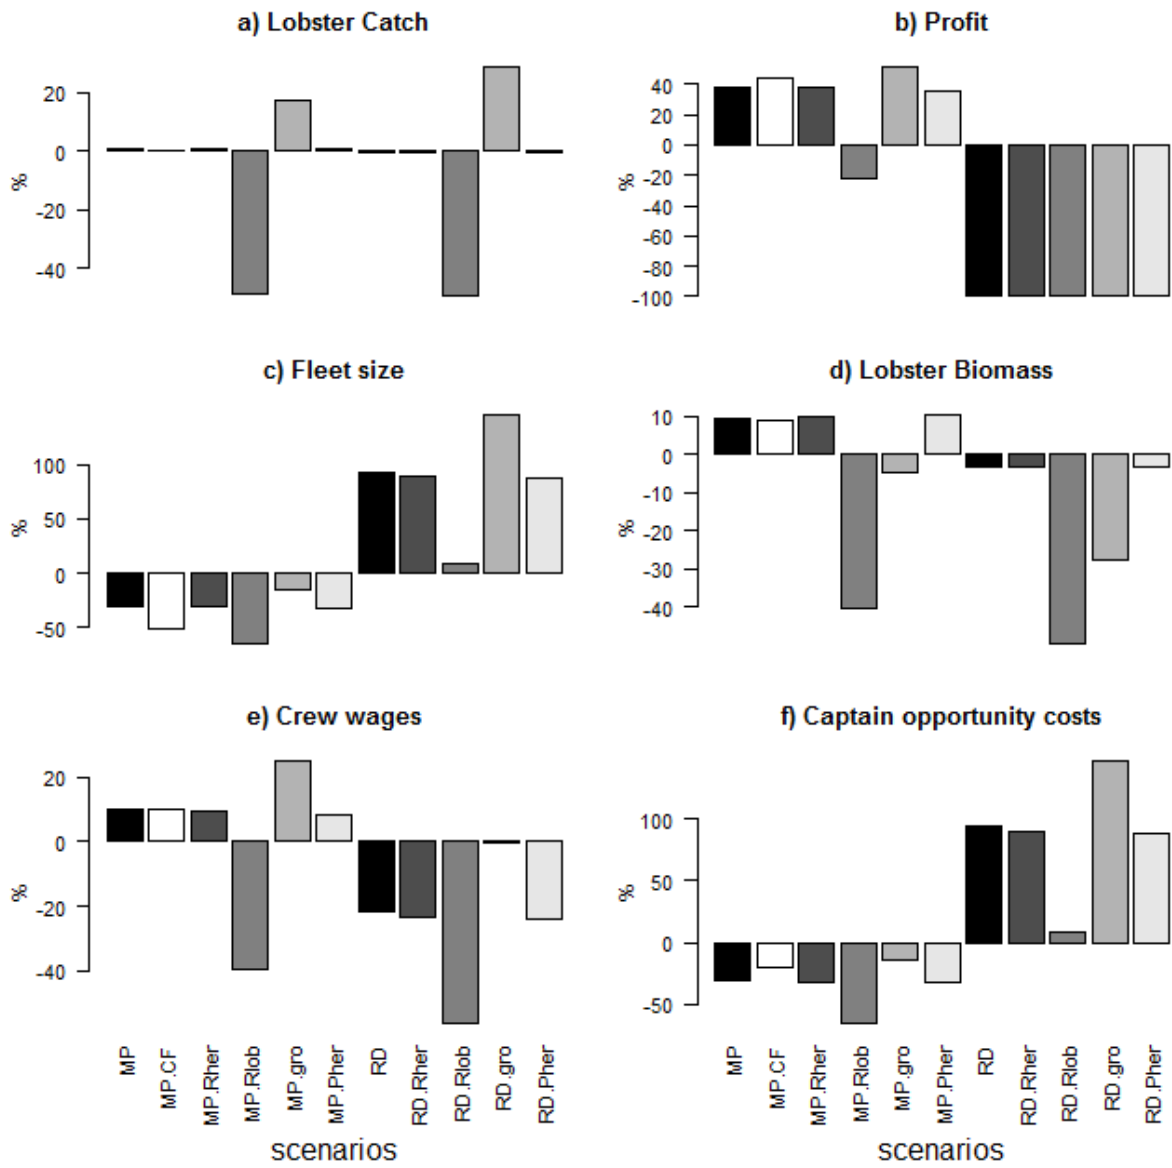 a) Lobster Catch
%
20
0
-20
-40
b) Profit
%
40
20
0
-20
-40
-60
-80
-100
c) Fleet size
%
100
50
0
-50
d) Lobster Biomass
%
10
0
-10
-20
-30
-40
e) Crew wages
%
20
0
-20
-40
MP
MP.CF
MP.Rher
MP.Rlob
MP.gro
MP.Pher
RD
RD.Rher
RD.Rlob
RD.gro
RD.Pher
scenarios
f) Captain opportunity costs
%
100
50
0
-50
MP
MP.CF
MP.Rher
MP.Rlob
MP.gro
MP.Pher
RD
RD.Rher
RD.Rlob
RD.gro
RD.Pher
scenarios